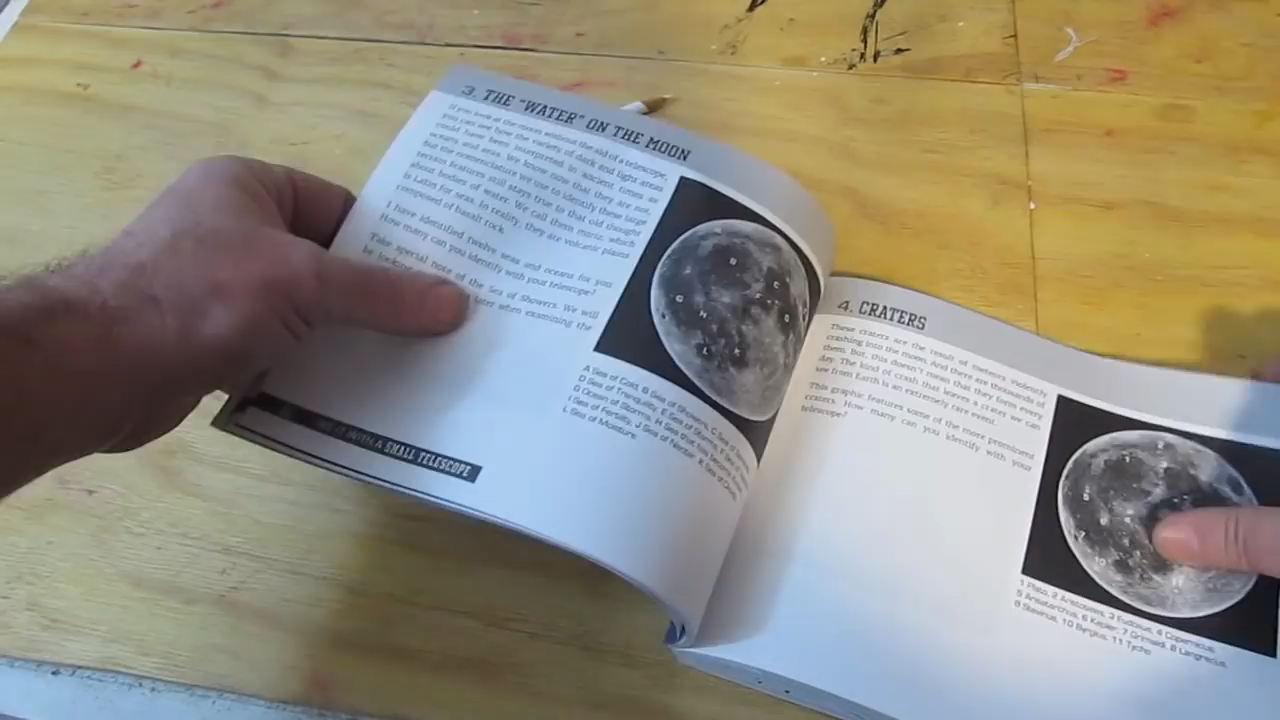 3. THE "WATER" ON THE MOON
If you look at the moon without the aid of a telescope,
you can see how the variety of dark and light areas
could have been interpreted in ancient times as
oceans and seas. We know now that they are not,
but the nomenclature we use to identify these large
terrain features still stays true to that old thought
about bodies of water. We call them maria, which
is Latin for seas. In reality, they are volcanic plains
composed of basalt rock.
I have identified twelve seas and oceans for you
How many can you identify with your telescope?
Take special note of the Sea of Showers. We will
be looking later when examining the
A Sea of Cold, B Sea of Showers, C Sea of
D Sea of Tranquility, E Sea of
G Ocean of Storms, H Sea that has
I Sea of Fertility, J Sea of Nectar, K Sea of
L Sea of Moisture
IT WITH A SMALL TELESCOPE
4. CRATERS
These craters are the result of meteors violently
crashing into the moon. And there are thousands of
them. But, this doesn't mean that they form every
day. The kind of crash that leaves a crater we can
see from Earth is an extremely rare event.
This graphic features some of the more prominent
craters. How many can you identify with your
telescope?
1 Plato, 2 Aristoteles, 3 Eudoxus, 4 Copernicus,
5 Aristarchus, 6 Kepler, 7 Grimaldi, 8 Langrenus,
9 Stevinus, 10 Byrgius, 11 Tycho